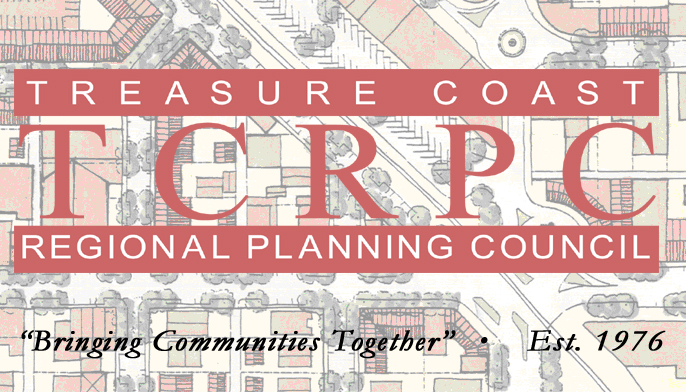 TREASURE COAST
TCRPC
REGIONAL PLANNING COUNCIL
“Bringing Communities Together” • Est. 1976